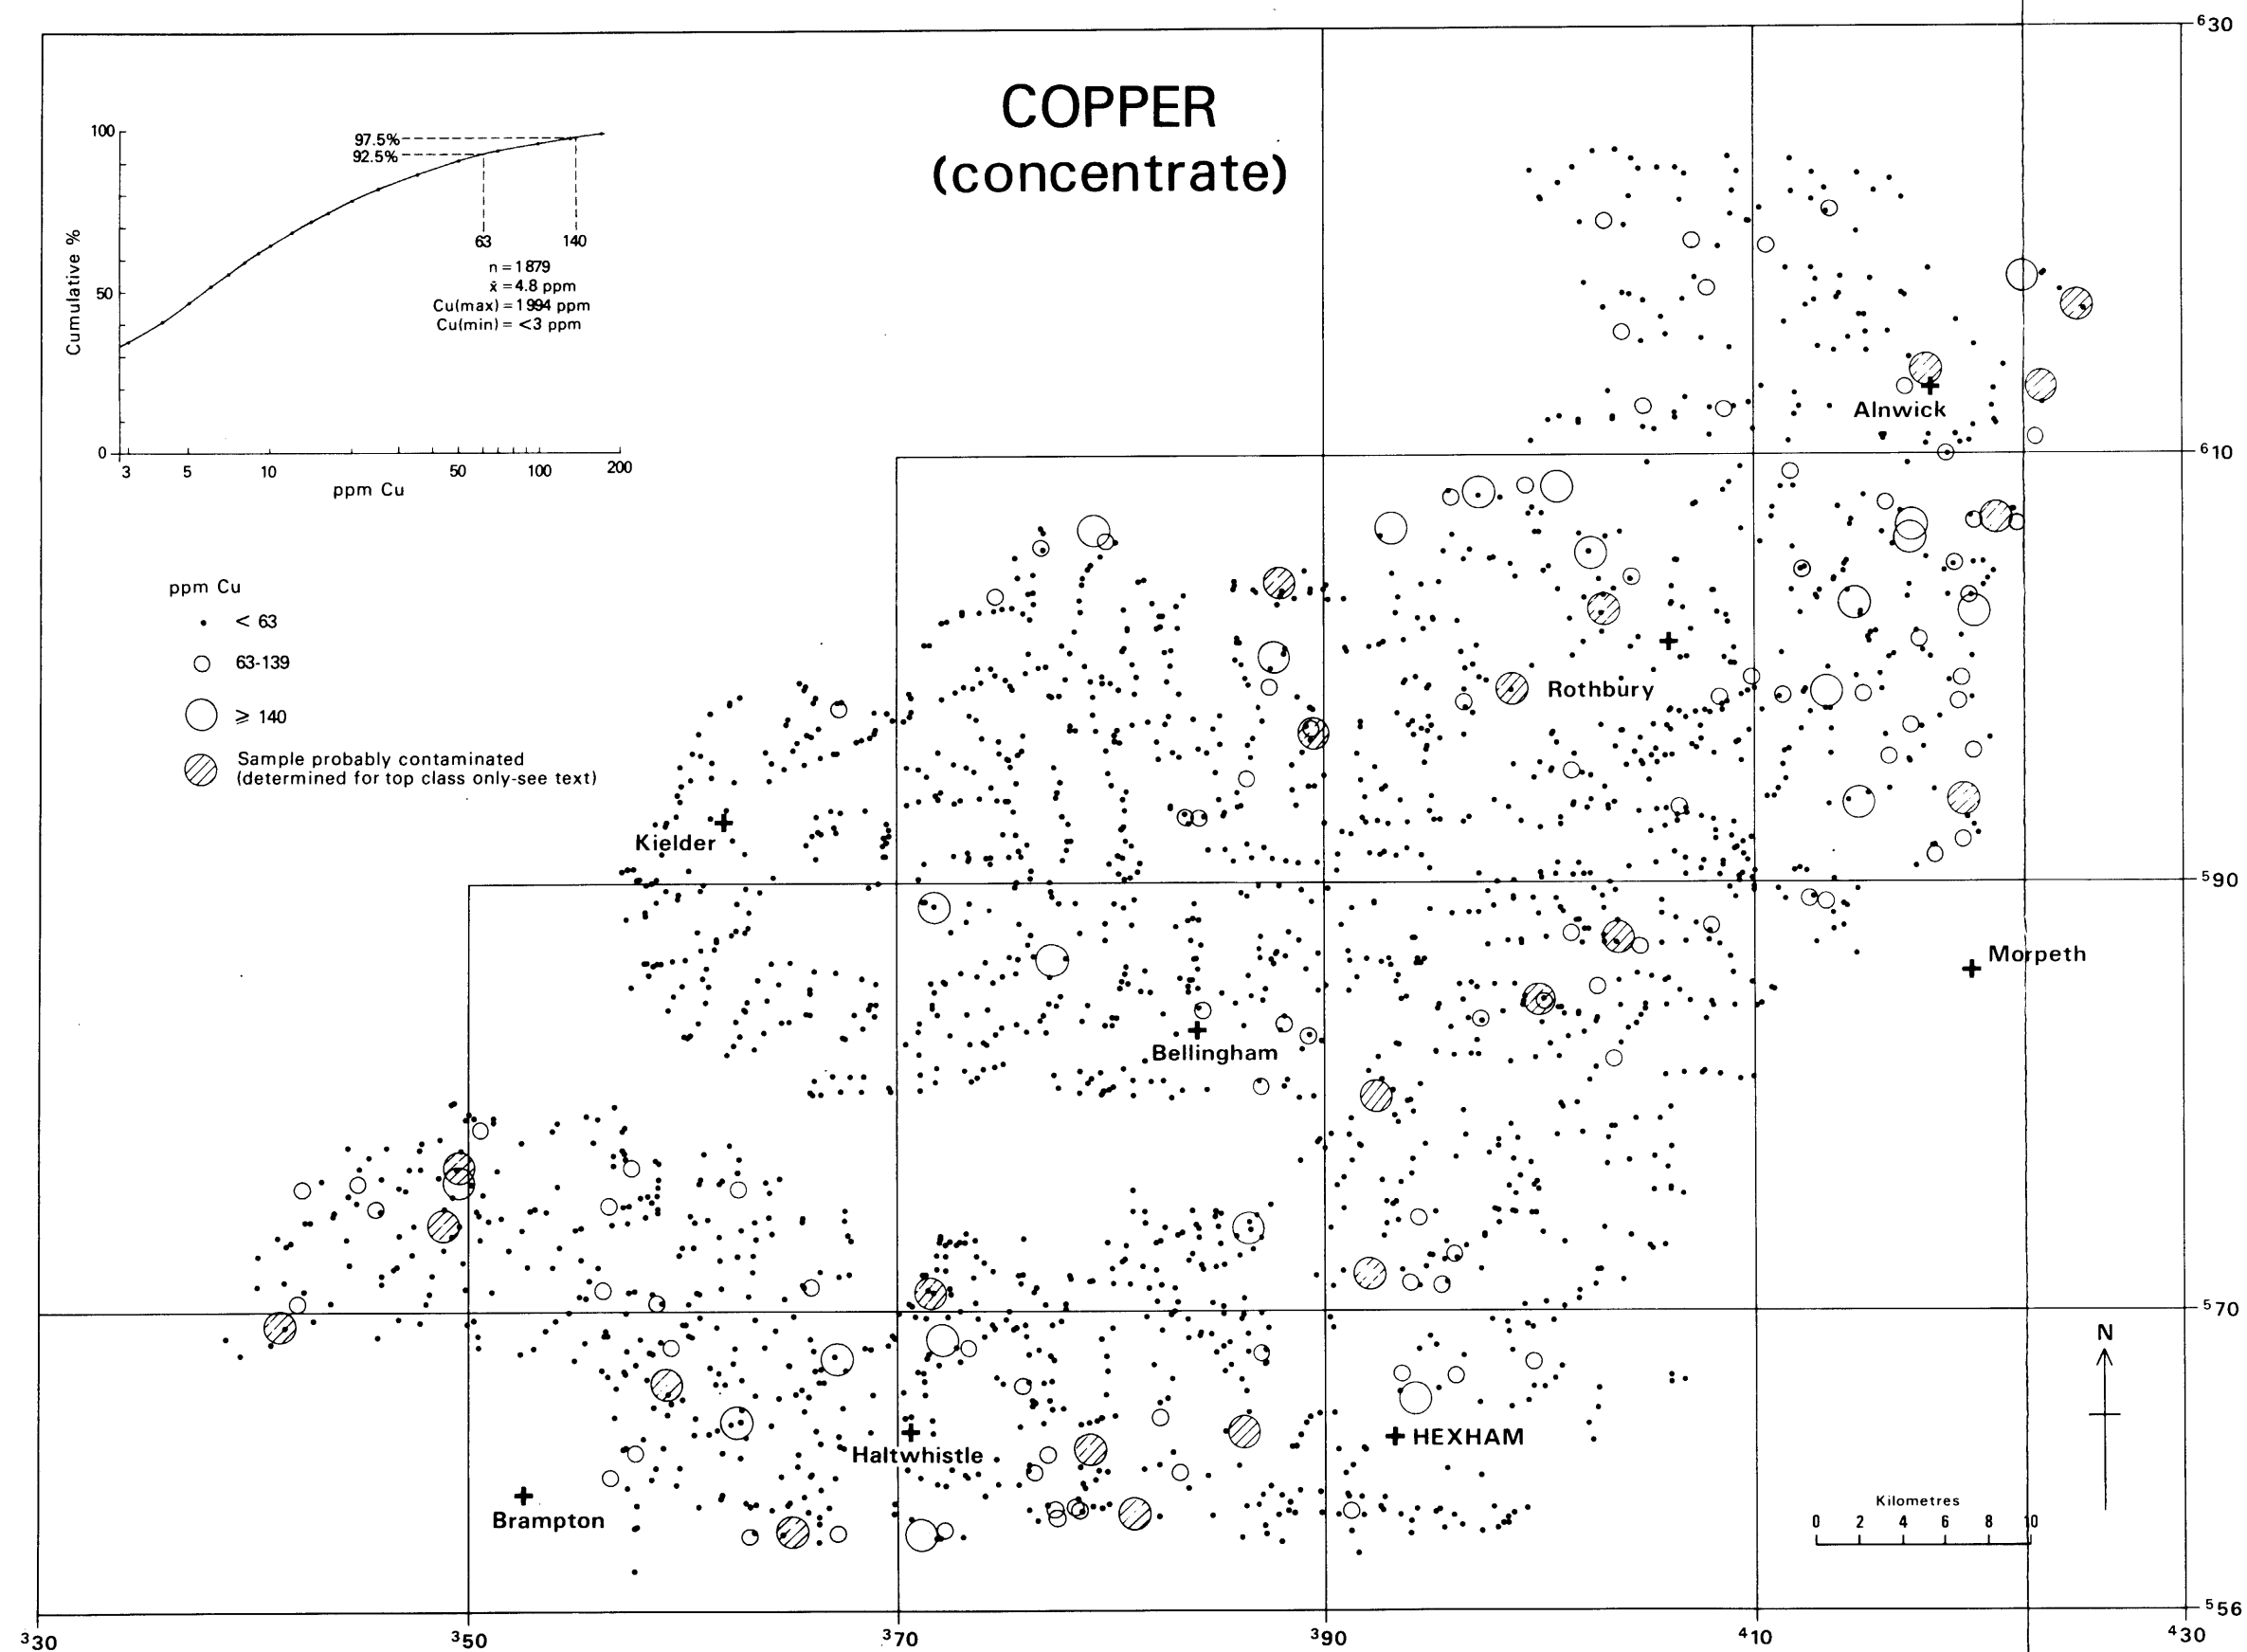 COPPER
(concentrate)
⁶30
100
97.5%
92.5%
63 140
n = 1879
x̂ = 4.8 ppm
Cu(max) = 1994 ppm
Cu(min) = <3 ppm
Cumulative %
50
0
3 5 10 50 100 200
ppm Cu
Alnwick
⁶10
ppm Cu
< 63
63-139
⩾ 140
Sample probably contaminated
(determined for top class only-see text)
Rothbury
Kielder
⁵90
Morpeth
Bellingham
⁵70
N
HEXHAM
Haltwhistle
Brampton
Kilometres
0 2 4 6 8 10
⁵56
³30 ³50 ³70 ³90 ⁴10 ⁴30